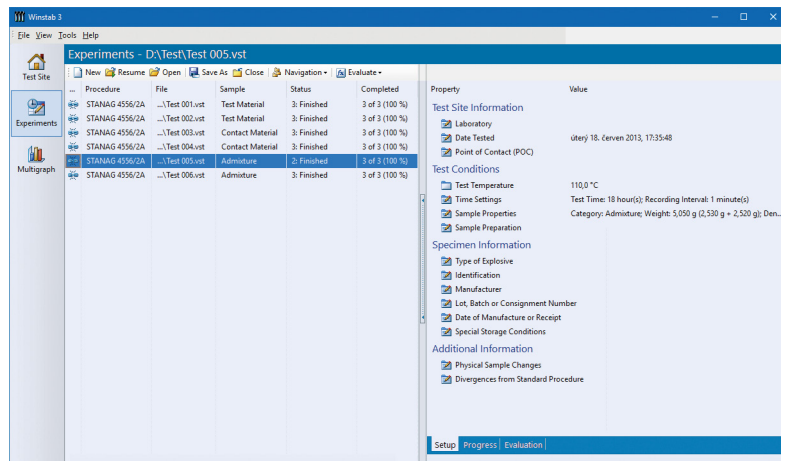 Winstab 3
File View Tools Help
Experiments - D:\Test\Test 005.vst
Test Site
Experiments
Multigraph
New Resume Open Save As Close Navigation Evaluate
... Procedure File Sample Status Completed
STANAG 4556/2A ...\Test 001.vst Test Material 3: Finished 3 of 3 (100 %)
STANAG 4556/2A ...\Test 002.vst Test Material 3: Finished 3 of 3 (100 %)
STANAG 4556/2A ...\Test 003.vst Contact Material 3: Finished 3 of 3 (100 %)
STANAG 4556/2A ...\Test 004.vst Contact Material 3: Finished 3 of 3 (100 %)
STANAG 4556/2A ...\Test 005.vst Admixture 2: Finished 3 of 3 (100 %)
STANAG 4556/2A ...\Test 006.vst Admixture 3: Finished 3 of 3 (100 %)
Property Value
Test Site Information
Laboratory
Date Tested úterý 18. červen 2013, 17:35:48
Point of Contact (POC)
Test Conditions
Test Temperature 110,0 °C
Time Settings Test Time: 18 hour(s); Recording Interval: 1 minute(s)
Sample Properties Category: Admixture; Weight: 5,050 g (2,530 g + 2,520 g); Den...
Sample Preparation
Specimen Information
Type of Explosive
Identification
Manufacturer
Lot, Batch or Consignment Number
Date of Manufacture or Receipt
Special Storage Conditions
Additional Information
Physical Sample Changes
Divergences from Standard Procedure
Setup Progress Evaluation